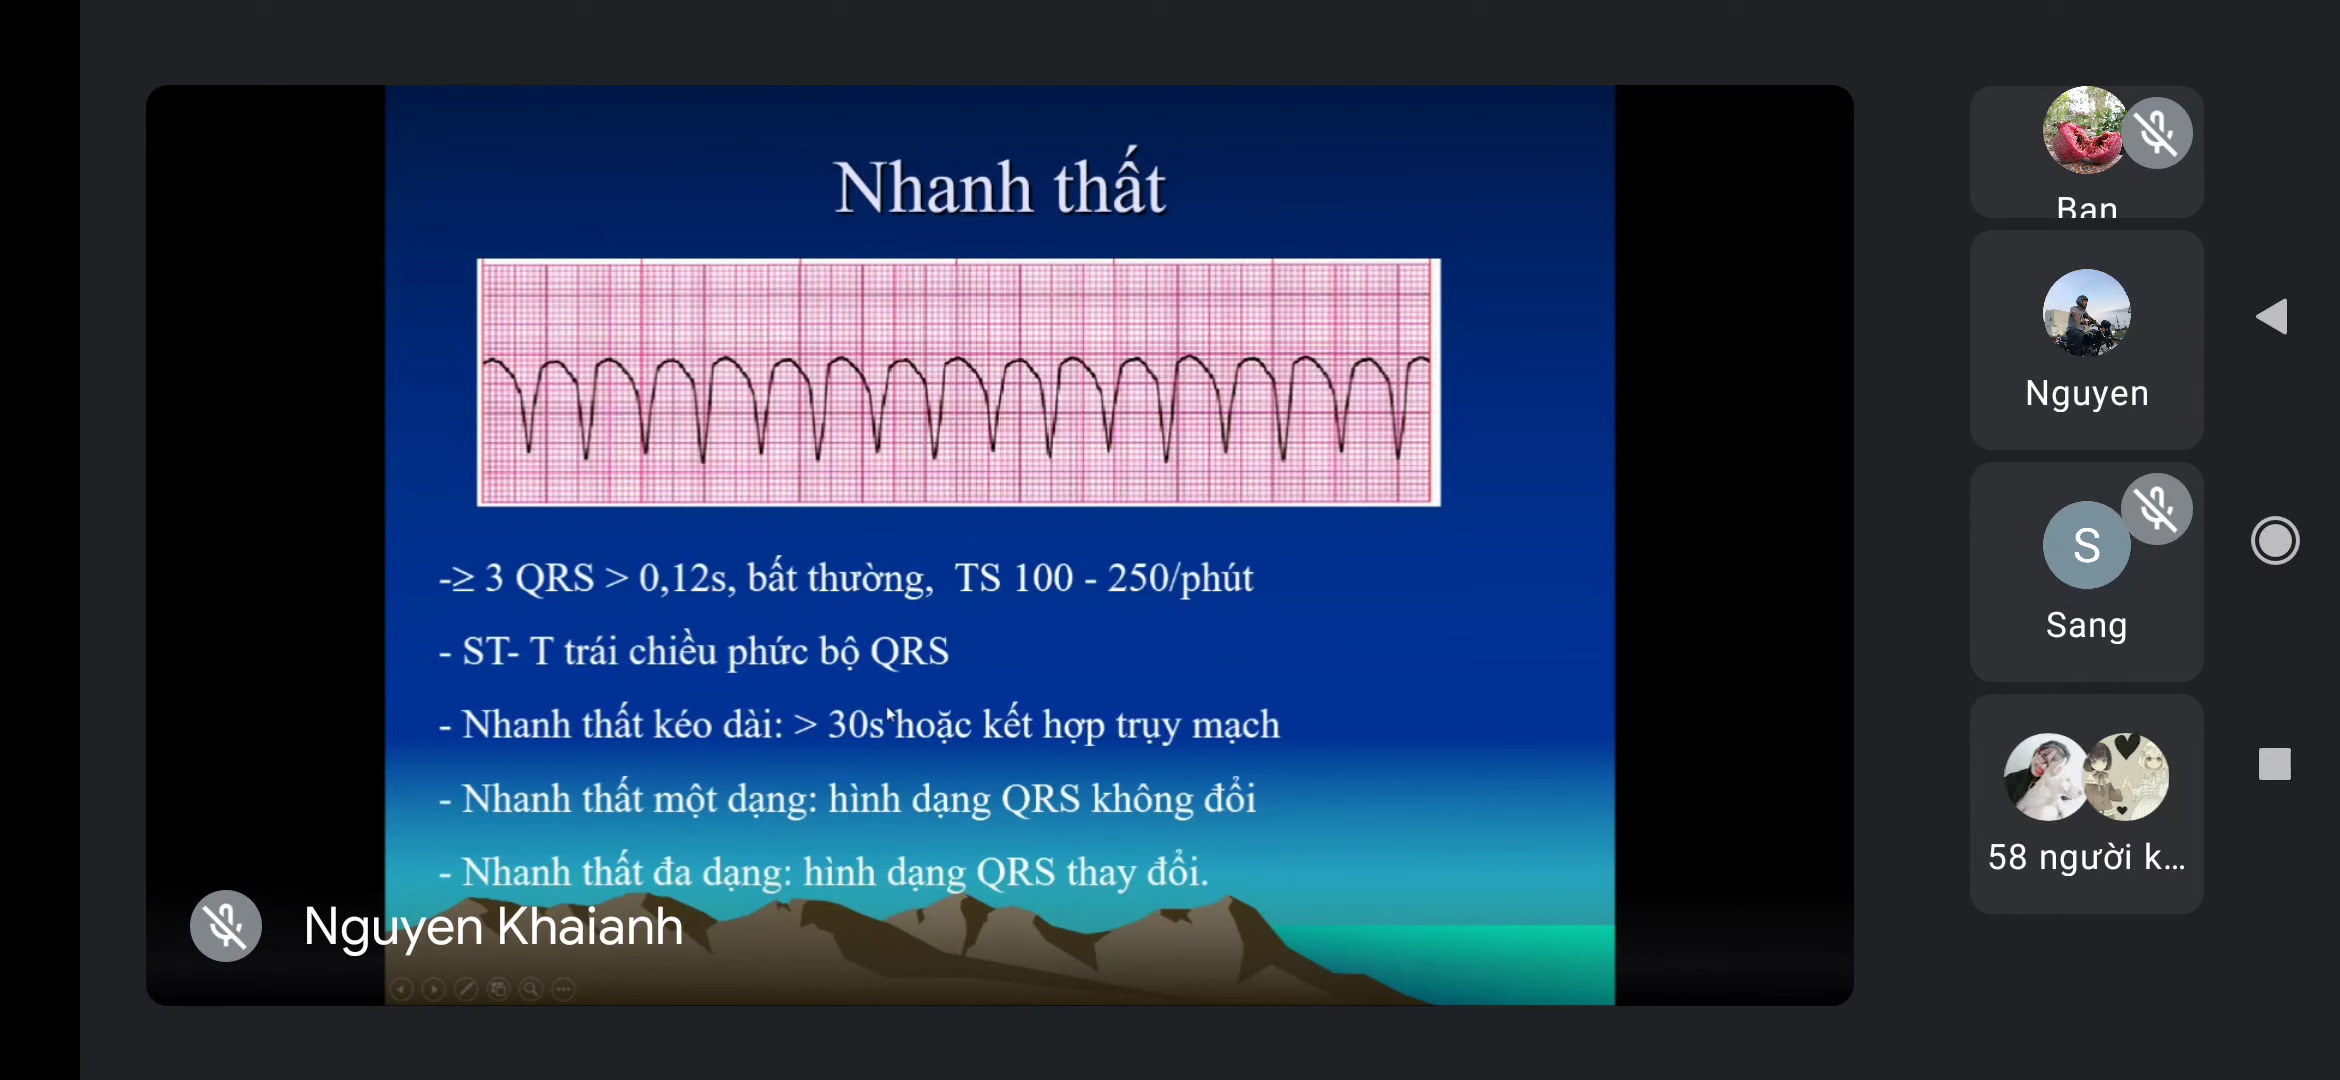 Nhanh thất
-≥ 3 QRS > 0,12s, bất thường, TS 100 - 250/phút
- ST- T trái chiều phức bộ QRS
- Nhanh thất kéo dài: > 30s hoặc kết hợp trụy mạch
- Nhanh thất một dạng: hình dạng QRS không đổi
- Nhanh thất đa dạng: hình dạng QRS thay đổi.
Nguyen Khaianh
Bạn
Nguyen
S
Sang
58 người k...